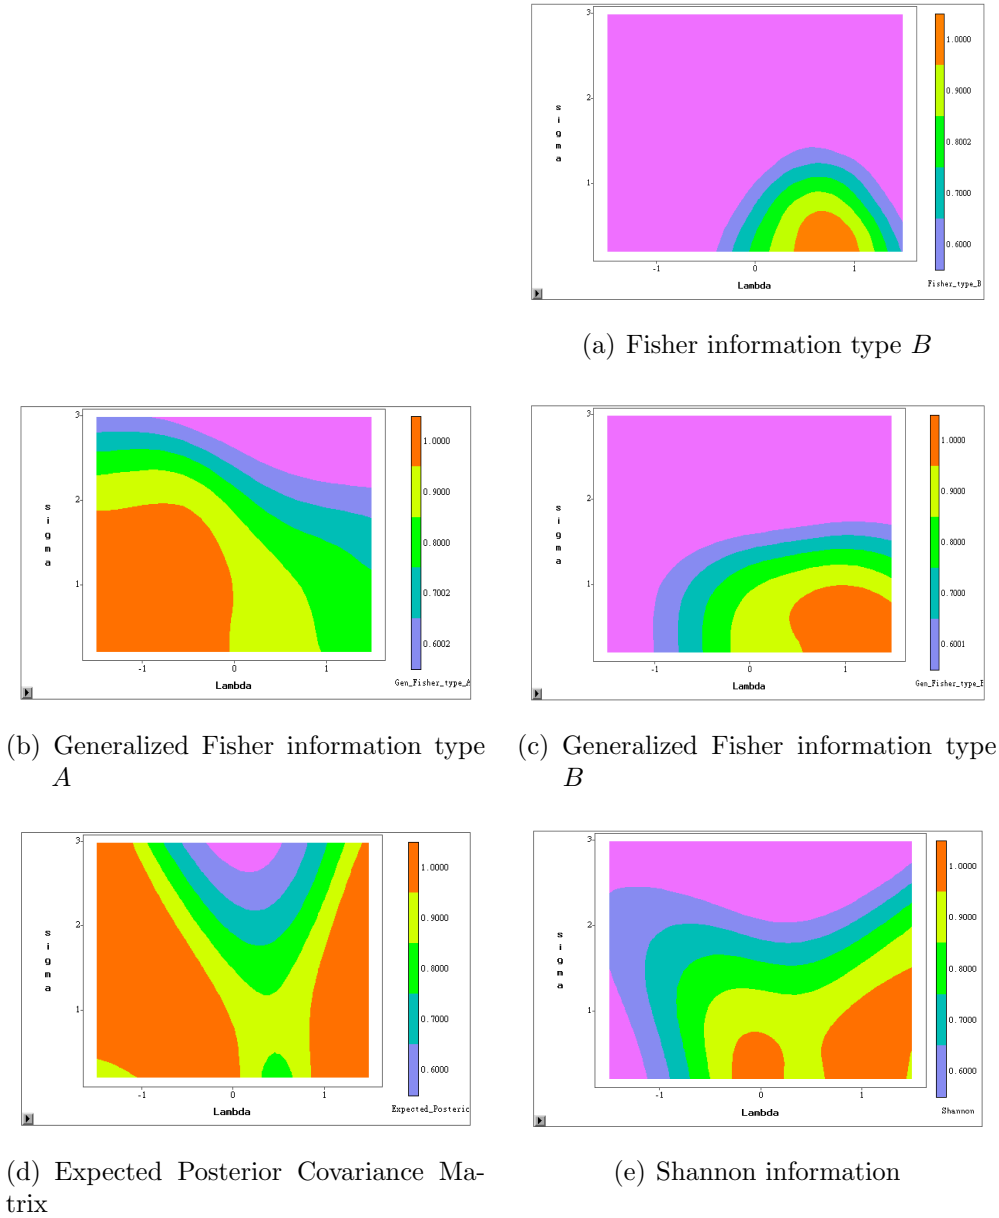 3
2
1
s
i
g
m
a
-1
0
1
Lambda
1.0000
0.9000
0.8002
0.7000
0.6000
Fisher_type_B
(a) Fisher information type B
3
2
1
s
i
g
m
a
-1
0
1
Lambda
1.0000
0.9000
0.8000
0.7002
0.6002
Gen_Fisher_type_A
3
2
1
s
i
g
m
a
-1
0
1
Lambda
1.0000
0.9000
0.8000
0.7000
0.6001
Gen_Fisher_type_B
(b) Generalized Fisher information type
A
(c) Generalized Fisher information type
B
3
2
1
s
i
g
m
a
-1
0
1
Lambda
1.0000
0.9000
0.8000
0.7000
0.6000
Expected_Posteric
3
2
1
s
i
g
m
a
-1
0
1
Lambda
1.0000
0.9000
0.8000
0.7000
0.6000
Shannon
(d) Expected Posterior Covariance Ma-
trix
(e) Shannon information